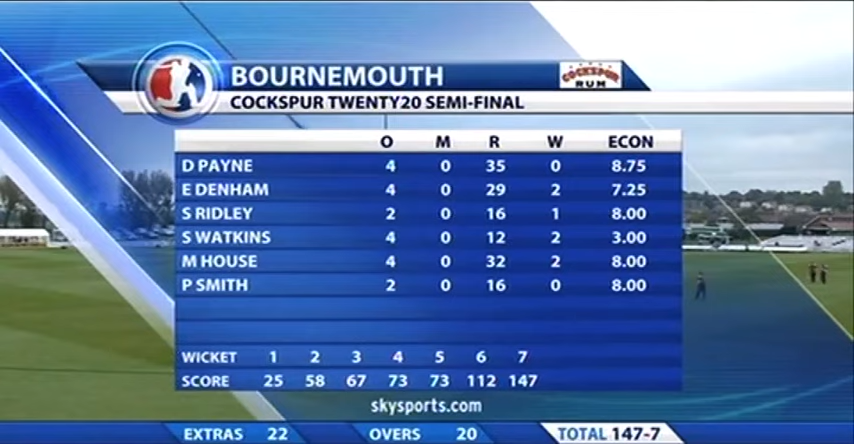 BOURNEMOUTH
COCKSPUR RUM
COCKSPUR TWENTY20 SEMI-FINAL
O M R W ECON
D PAYNE 4 0 35 0 8.75
E DENHAM 4 0 29 2 7.25
S RIDLEY 2 0 16 1 8.00
S WATKINS 4 0 12 2 3.00
M HOUSE 4 0 32 2 8.00
P SMITH 2 0 16 0 8.00
WICKET 1 2 3 4 5 6 7
SCORE 25 58 67 73 73 112 147
skysports.com
EXTRAS 22 OVERS 20 TOTAL 147-7